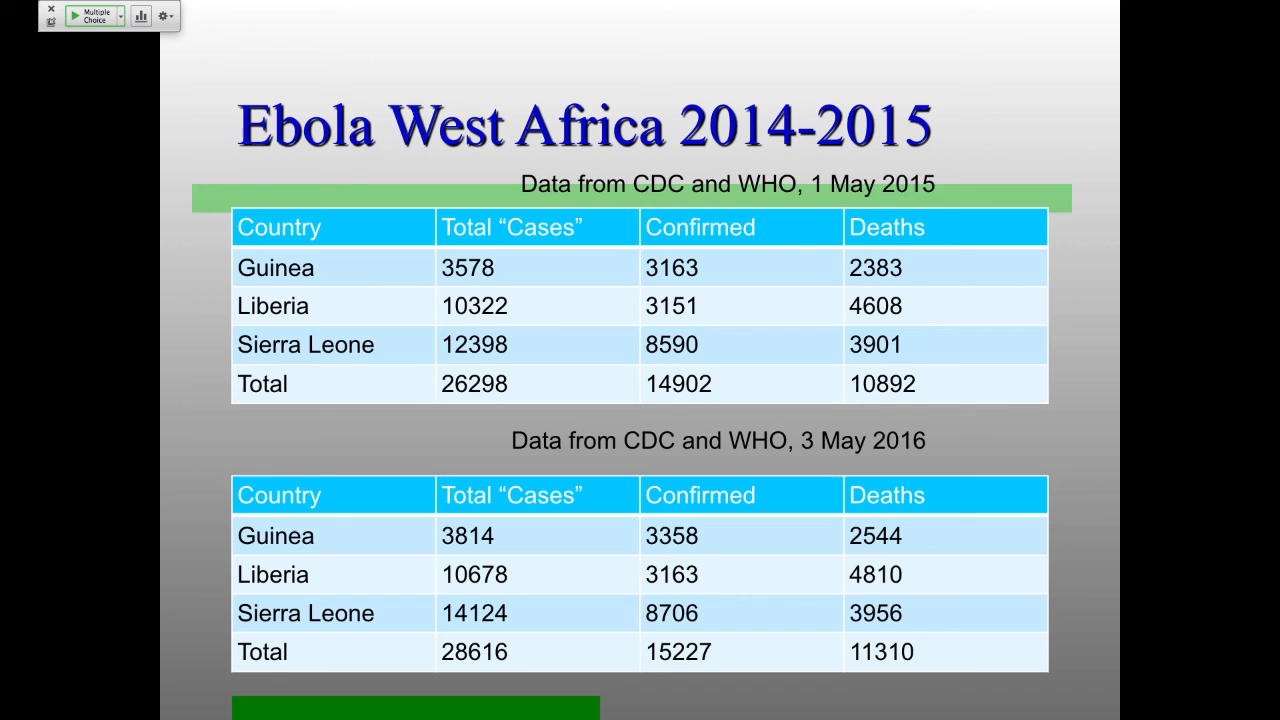 Multiple
Choice
Ebola West Africa 2014-2015
Data from CDC and WHO, 1 May 2015
Country Total “Cases” Confirmed Deaths
Guinea 3578 3163 2383
Liberia 10322 3151 4608
Sierra Leone 12398 8590 3901
Total 26298 14902 10892
Data from CDC and WHO, 3 May 2016
Country Total “Cases” Confirmed Deaths
Guinea 3814 3358 2544
Liberia 10678 3163 4810
Sierra Leone 14124 8706 3956
Total 28616 15227 11310